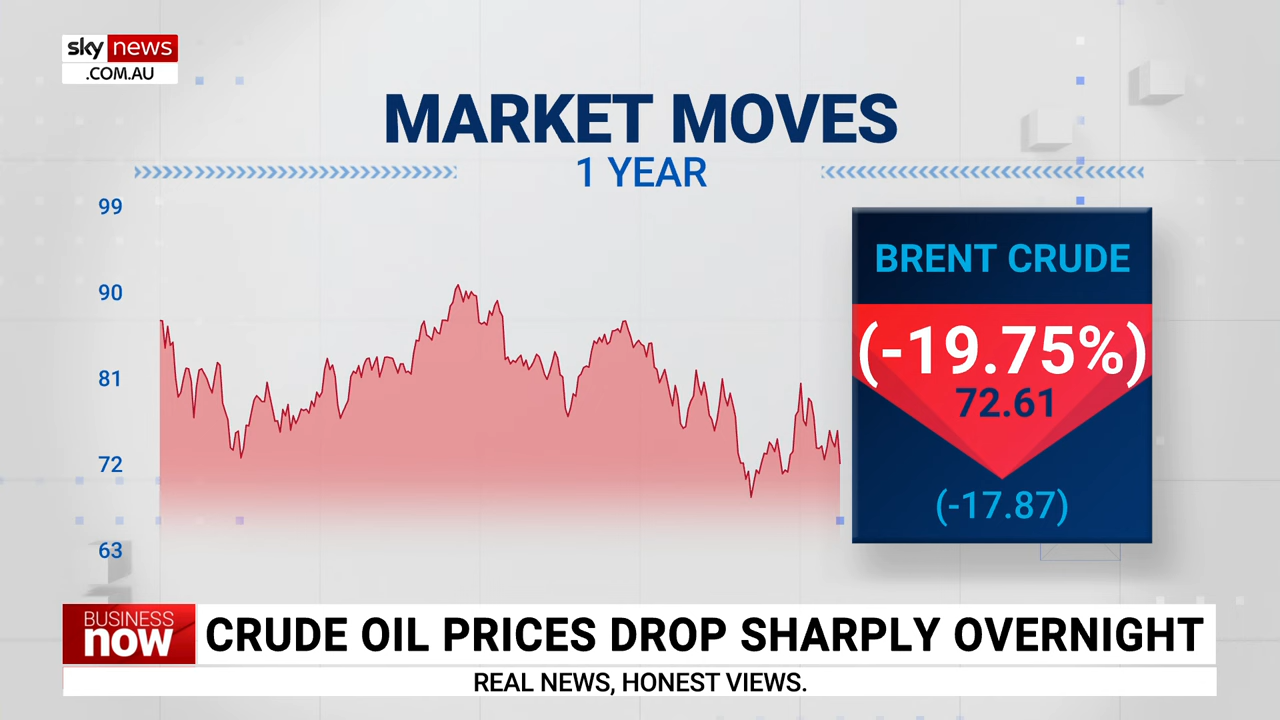 sky news
.COM.AU
MARKET MOVES
1 YEAR
99
90
81
72
63
BRENT CRUDE
(-19.75%)
72.61
(-17.87)
BUSINESS
now
CRUDE OIL PRICES DROP SHARPLY OVERNIGHT
REAL NEWS, HONEST VIEWS.